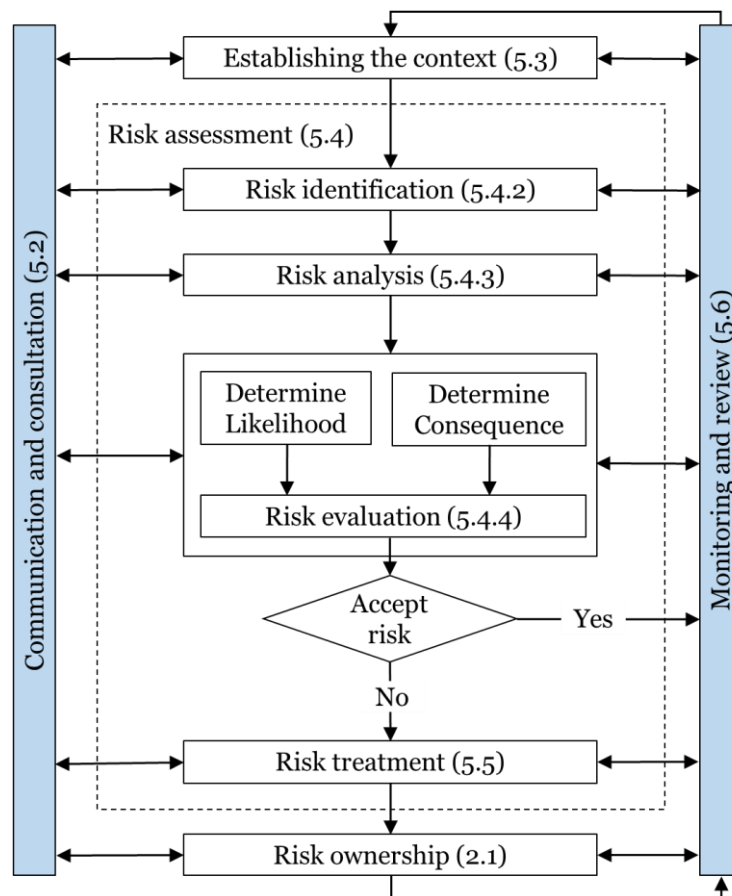 Establishing the context (5.3)
Risk assessment (5.4)
Risk identification (5.4.2)
Risk analysis (5.4.3)
Communication and consultation (5.2)
Monitoring and review (5.6)
Determine
Likelihood
Determine
Consequence
Risk evaluation (5.4.4)
Accept
risk
Yes
No
Risk treatment (5.5)
Risk ownership (2.1)